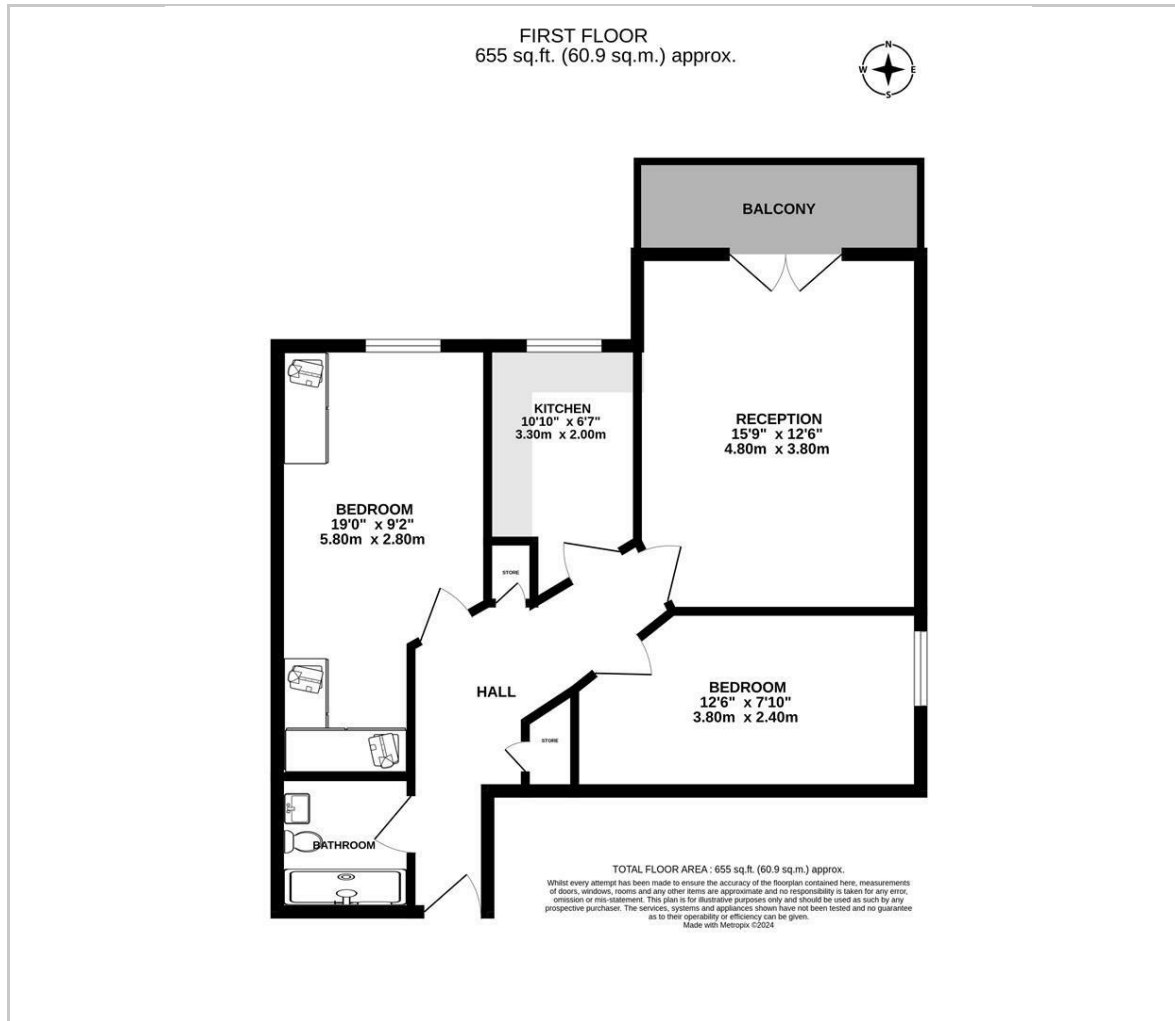 FIRST FLOOR
655 sq.ft. (60.9 sq.m.) approx.
N
W E
S
BALCONY
RECEPTION
15'9" x 12'6"
4.80m x 3.80m
KITCHEN
10'10" x 6'7"
3.30m x 2.00m
BEDROOM
19'0" x 9'2"
5.80m x 2.80m
STORE
HALL
BEDROOM
12'6" x 7'10"
3.80m x 2.40m
STORE
BATHROOM
TOTAL FLOOR AREA : 655 sq.ft. (60.9 sq.m.) approx.
Whilst every attempt has been made to ensure the accuracy of the floorplan contained here, measurements
of doors, windows, rooms and any other items are approximate and no responsibility is taken for any error,
omission or mis-statement. This plan is for illustrative purposes only and should be used as such by any
prospective purchaser. The services, systems and appliances shown have not been tested and no guarantee
as to their operability or efficiency can be given.
Made with Metropix ©2024